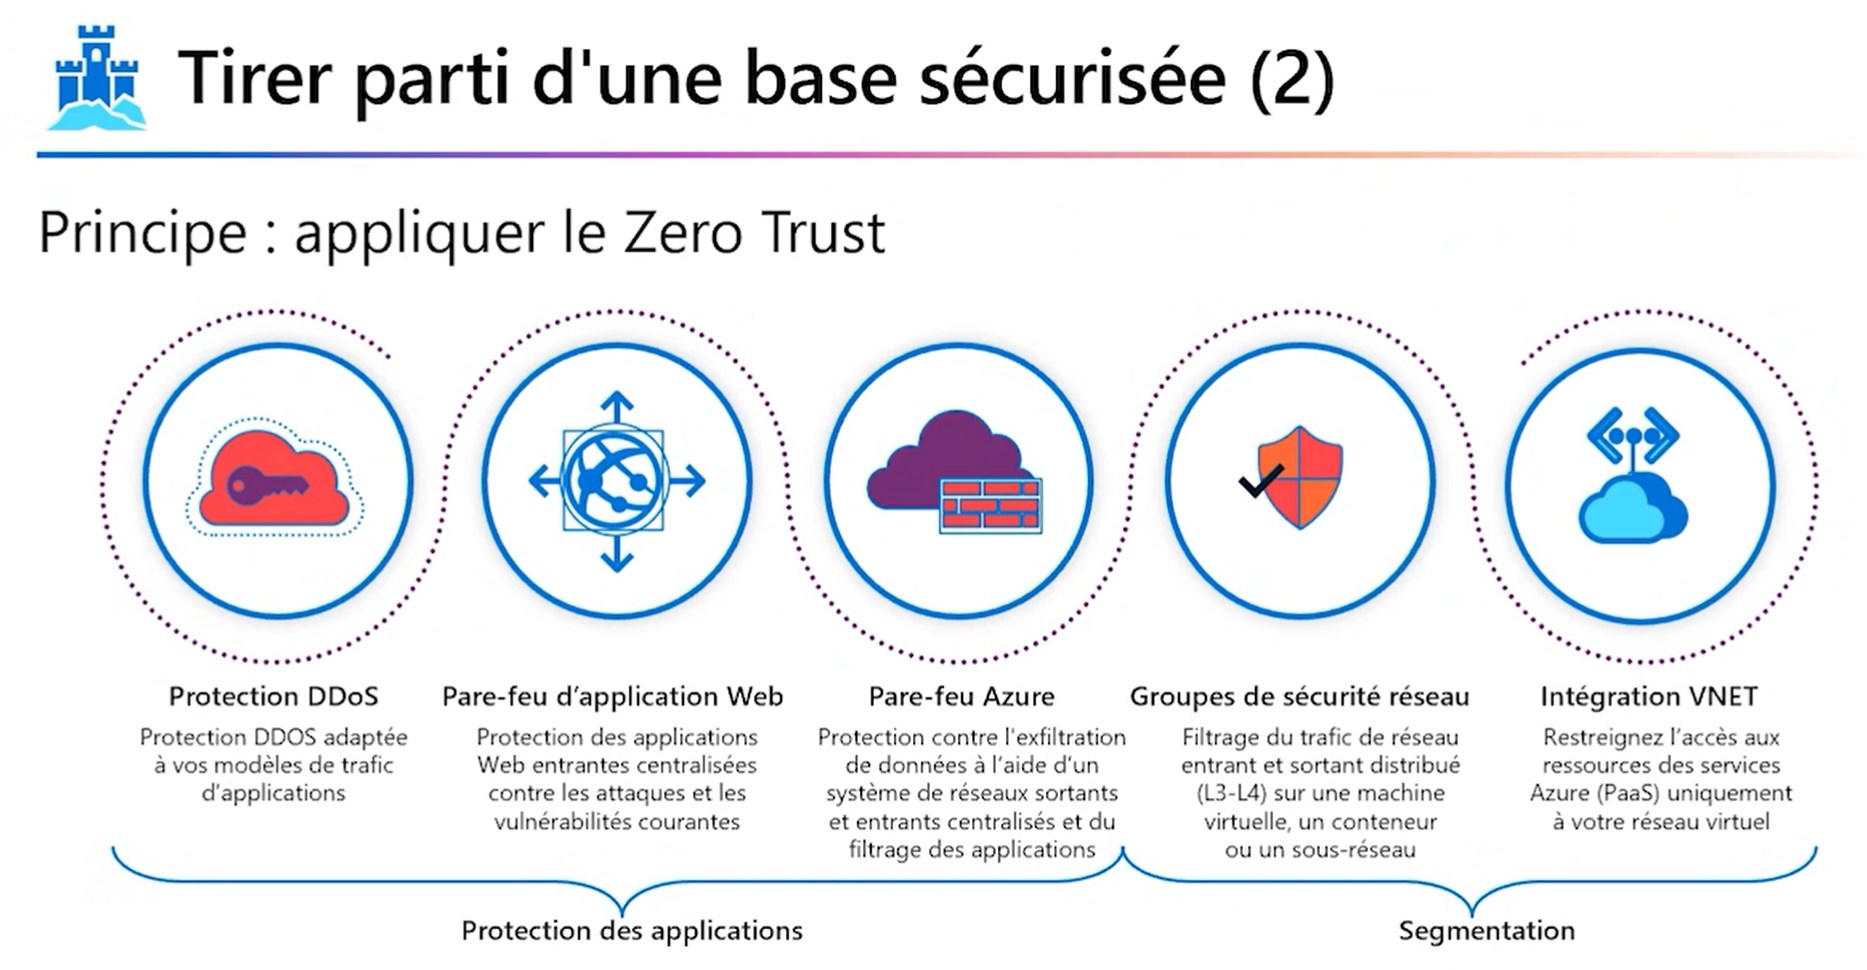 Tirer parti d'une base sécurisée (2)
Principe : appliquer le Zero Trust
Protection DDoS
Protection DDOS adaptée
à vos modèles de trafic
d'applications
Pare-feu d’application Web
Protection des applications
Web entrantes centralisées
contre les attaques et les
vulnérabilités courantes
Pare-feu Azure
Protection contre l'exfiltration
de données à l’aide d’un
système de réseaux sortants
et entrants centralisés et du
filtrage des applications
Groupes de sécurité réseau
Filtrage du trafic de réseau
entrant et sortant distribué
(L3-L4) sur une machine
virtuelle, un conteneur
ou un sous-réseau
Intégration VNET
Restreignez l’accès aux
ressources des services
Azure (PaaS) uniquement
à votre réseau virtuel
Protection des applications
Segmentation